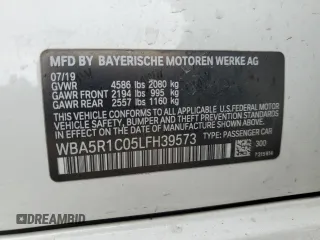 MFD BY BAYERISCHE MOTOREN WERKE AG
07/19
GVWR 4586 lbs 2080 kg
GAWR FRONT 2194 lbs 995 kg
GAWR REAR 2557 lbs 1160 kg
THIS VEHICLE CONFORMS TO ALL APPLICABLE
U.S. FEDERAL MOTOR VEHICLE SAFETY,
BUMPER, AND THEFT PREVENTION STANDARDS
IN EFFECT ON THE DATE OF MANUFACTURE
SHOWN ABOVE.
WBA5R1C05LFH39573 TYPE: PASSENGER CAR
300
DREAMBID